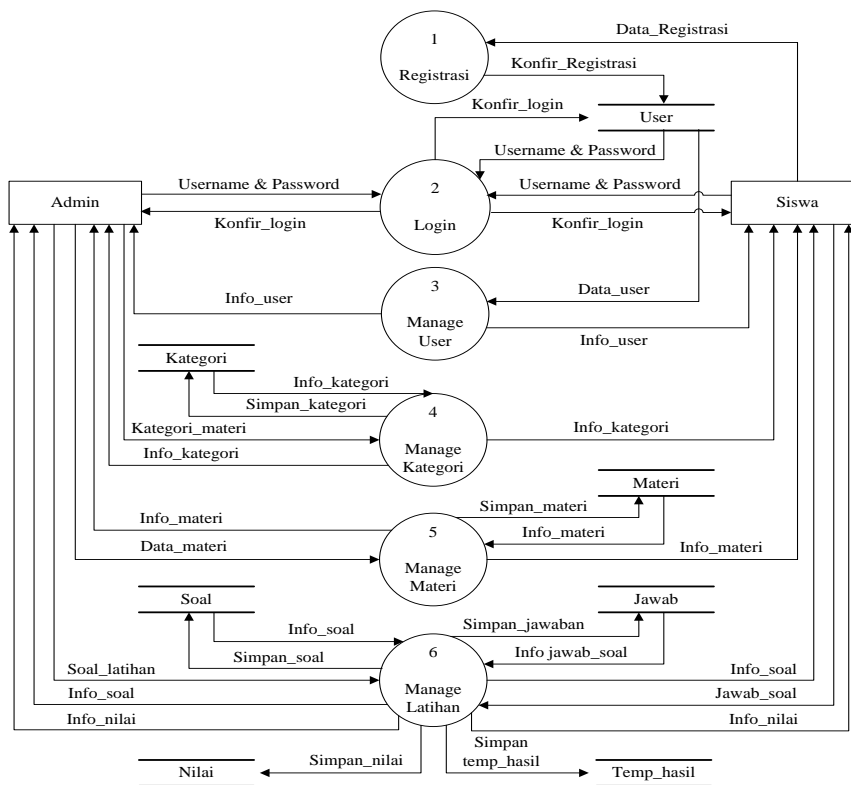 Data_Registrasi
1
Registrasi
Konfir_Registrasi
Konfir_login
User
Username & Password
Username & Password
2
Username & Password
Admin
Siswa
Konfir_login
Login
Konfir_login
Info_user
3
Data_user
Manage
User
Info_user
Kategori
Info_kategori
Simpan_kategori
4
Kategori_materi
Info_kategori
Manage
Info_kategori
Kategori
Materi
Simpan_materi
Info_materi
5
Info_materi
Data_materi
Manage
Info_materi
Materi
Soal
Jawab
Simpan_jawaban
Info_soal
Simpan_soal
6
Info jawab_soal
Soal_latihan
Info_soal
Manage
Info_soal
Jawab_soal
Latihan
Info_nilai
Info_nilai
Simpan
Simpan_nilai
temp_hasil
Nilai
Temp_hasil